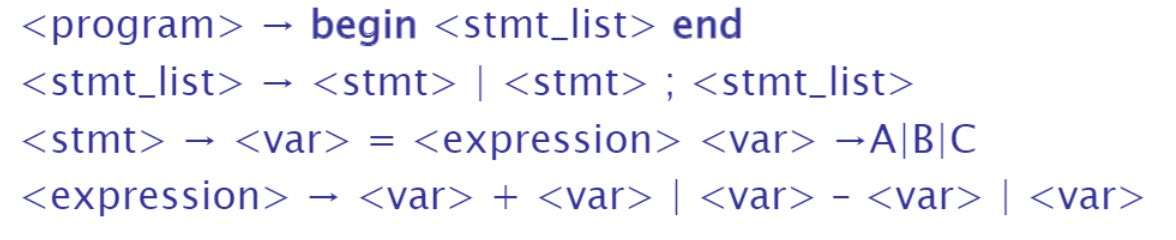 <program> → begin <stmt_list> end
<stmt_list> → <stmt> | <stmt> ; <stmt_list>
<stmt> → <var> = <expression> <var> →A|B|C
<expression> → <var> + <var> | <var> - <var> | <var>